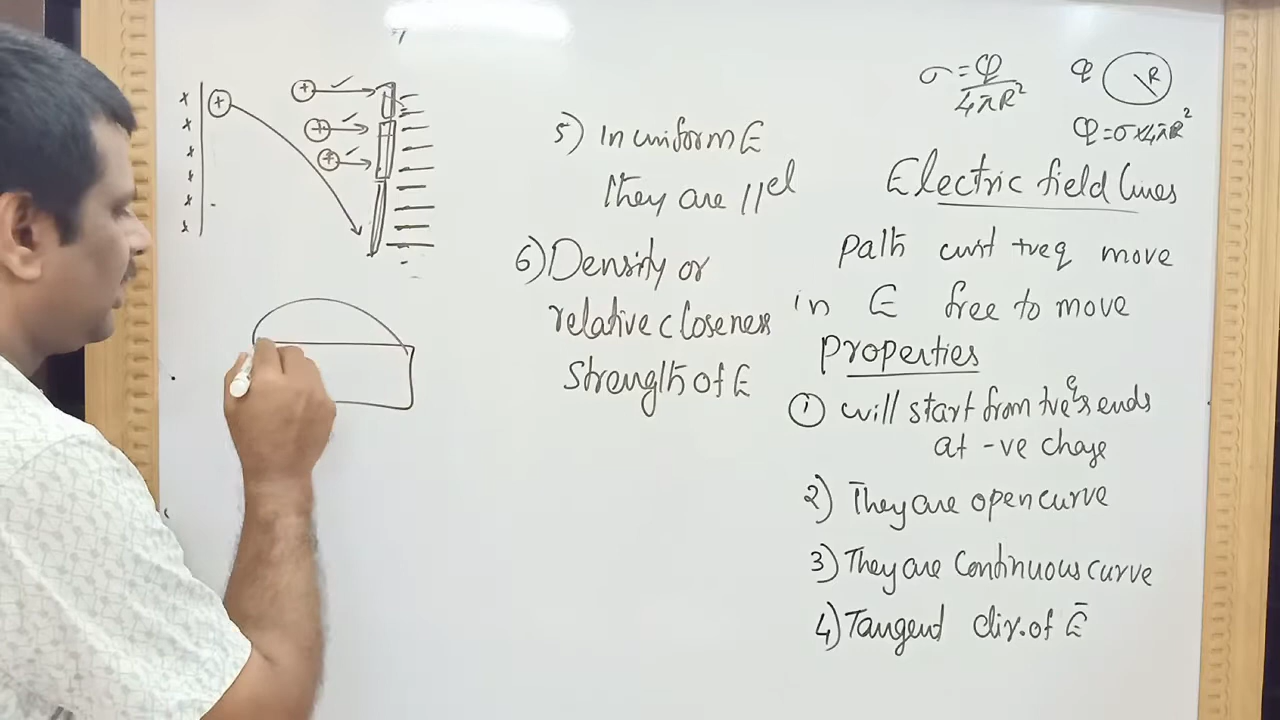 σ = φ / 4πR²
φ R
φ = σ × 4πR²
Electric field lines
path unit +ve q move
in E free to move
Properties
① will start from +ve q's ends
at -ve chage
2) They are open curve
3) They are continuous curve
4) Tangend dir. of E̅
5) In uniform E
They are ||el
6) Density or
relative closeness
strength of E
+ + + +
x
x
x
x
x
x